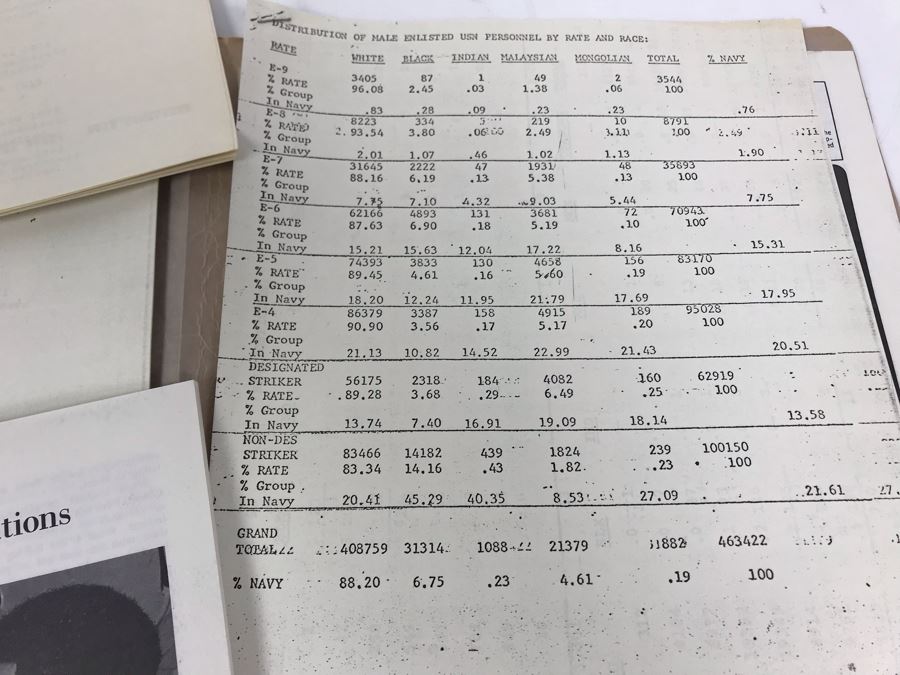 DISTRIBUTION OF MALE ENLISTED USN PERSONNEL BY RATE AND RACE:
RATE WHITE BLACK INDIAN MALAYSIAN MONGOLIAN TOTAL % NAVY
E-9 3405 87 1 49 2 3544
% RATE 96.08 2.45 .03 1.38 .06 100
% Group
In Navy .83 .28 .09 .23 .23 .76
E-8 8223 334 5 219 10 8791
% RATE 93.54 3.80 .06 2.49 100 2.49
% Group
In Navy 2.01 1.07 .46 1.02 1.13 1.90
E-7 31645 2222 47 1931 48 35893
% RATE 88.16 6.19 .13 5.38 .13 100
% Group
In Navy 7.75 7.10 4.32 9.03 5.44 7.75
E-6 62166 4893 131 3681 72 70943
% RATE 87.63 6.90 .18 5.19 .10 100
% Group
In Navy 15.21 15.63 12.04 17.22 8.16 15.31
E-5 74393 3833 130 4658 156 83170
% RATE 89.45 4.61 .16 5.60 .19 100
% Group
In Navy 18.20 12.24 11.95 21.79 17.69 17.95
E-4 86379 3387 158 4915 189 95028
% RATE 90.90 3.56 .17 5.17 .20 100
% Group
In Navy 21.13 10.82 14.52 22.99 21.43 20.51
DESIGNATED
STRIKER 56175 2318 184 4082 160 62919
% RATE 89.28 3.68 .29 6.49 .25 100
% Group
In Navy 13.74 7.40 16.91 19.09 18.14 13.58
NON-DES
STRIKER 83466 14182 439 1824 239 100150
% RATE 83.34 14.16 .43 1.82 .23 100
% Group
In Navy 20.41 45.29 40.35 8.53 27.09 21.61
GRAND
TOTAL 408759 31314 1088 21379 882 463422
% NAVY 88.20 6.75 .23 4.61 .19 100
tions